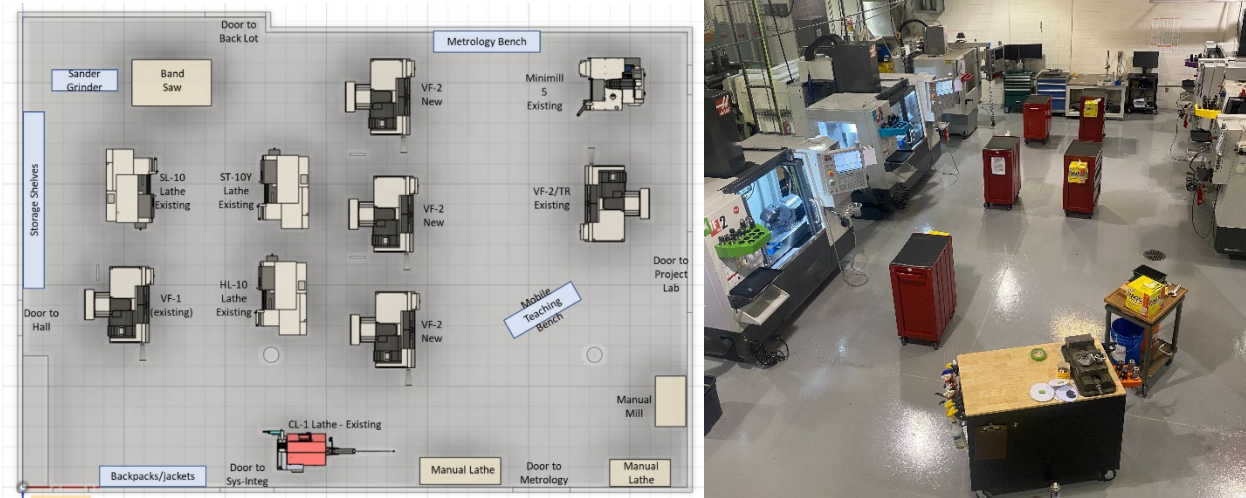 Door to
Back Lot
Metrology Bench
Sander
Grinder
Band
Saw
VF-2
New
Minimill
5
Existing
Storage Shelves
SL-10
Lathe
Existing
ST-10Y
Lathe
Existing
VF-2
New
VF-2/TR
Existing
Door to
Project
Lab
Door to
Hall
VF-1
(existing)
HL-10
Lathe
Existing
VF-2
New
Mobile
Teaching
Bench
Manual
Mill
CL-1 Lathe - Existing
Backpacks/jackets
Door to
Sys-Integ
Manual Lathe
Door to
Metrology
Manual
Lathe